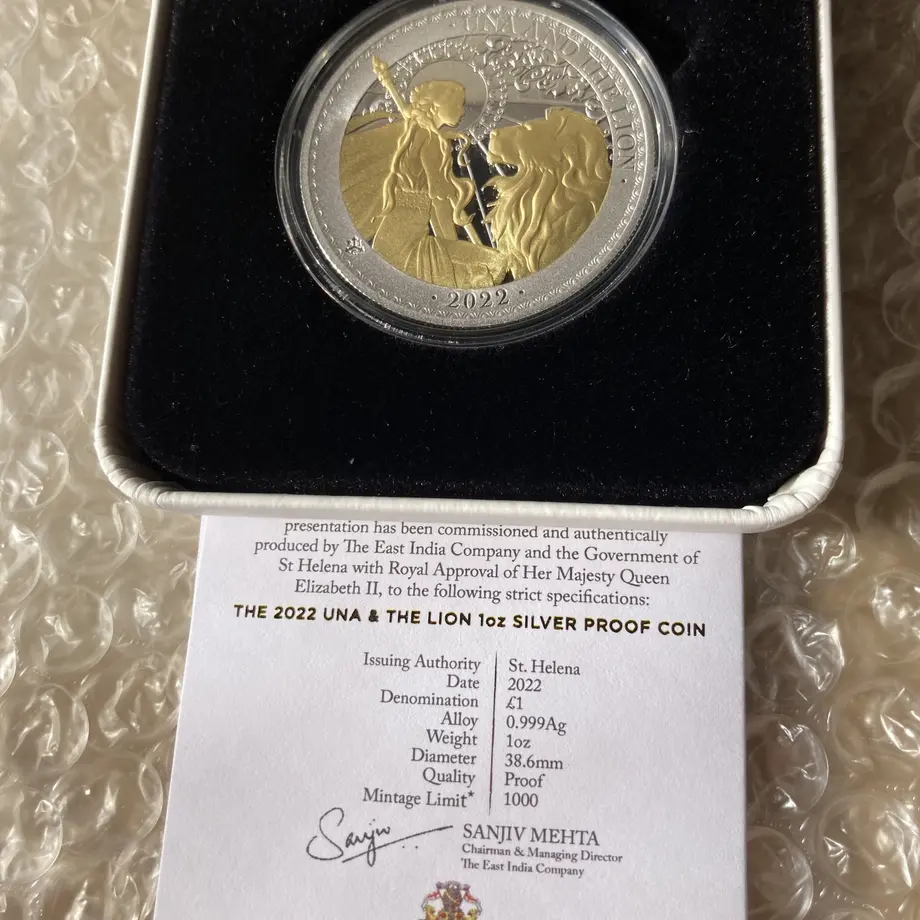 UNA AND THE LION
· 2022 ·
presentation has been commissioned and authentically
produced by The East India Company and the Government of
St Helena with Royal Approval of Her Majesty Queen
Elizabeth II, to the following strict specifications:
THE 2022 UNA & THE LION 1oz SILVER PROOF COIN
Issuing Authority St. Helena
Date 2022
Denomination £1
Alloy 0.999Ag
Weight 1oz
Diameter 38.6mm
Quality Proof
Mintage Limit* 1000
Sanjiv
SANJIV MEHTA
Chairman & Managing Director
The East India Company